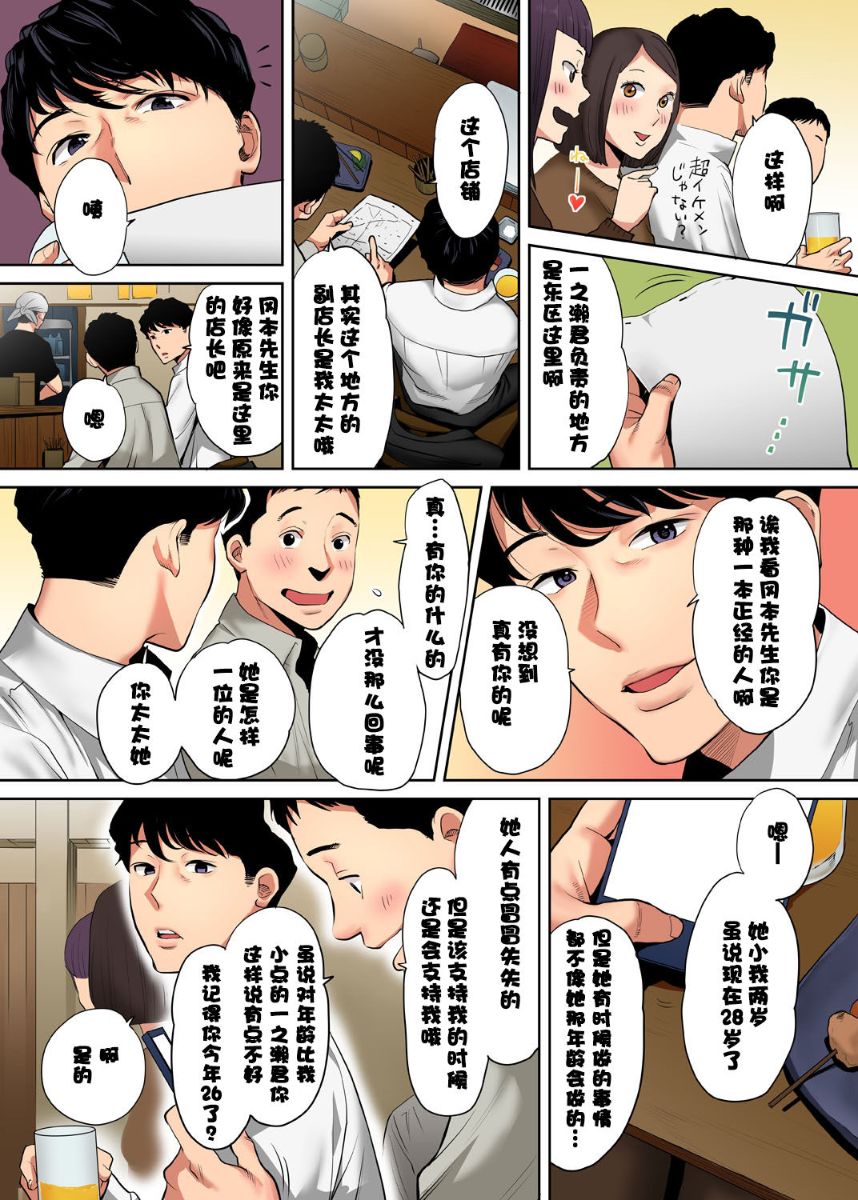 这样啊
超イケメン
じゃない？
ねー♥
一之濑君负责的地方
是东区这里啊
ガサ…
这个店铺
其实这个地方的
副店长是我太太哦
咦
冈本先生你
好像原来是这里
的店长吧
嗯
诶我看冈本先生你是
那种一本正经的人啊
没想到
真有你的呢
真…有你的什么的
才没那么回事呢
她是怎样
一位的人呢
你太太她
嗯ー
她小我两岁
虽说现在28岁了
但是她有时候做的事情
都不像她那年龄会做的…
她人有点冒冒失失的
但是该支持我的时候
还是会支持我哦
虽说对年龄比我
小点的一之濑君你
这样说有点不好
我记得你今年26了？
啊
是的